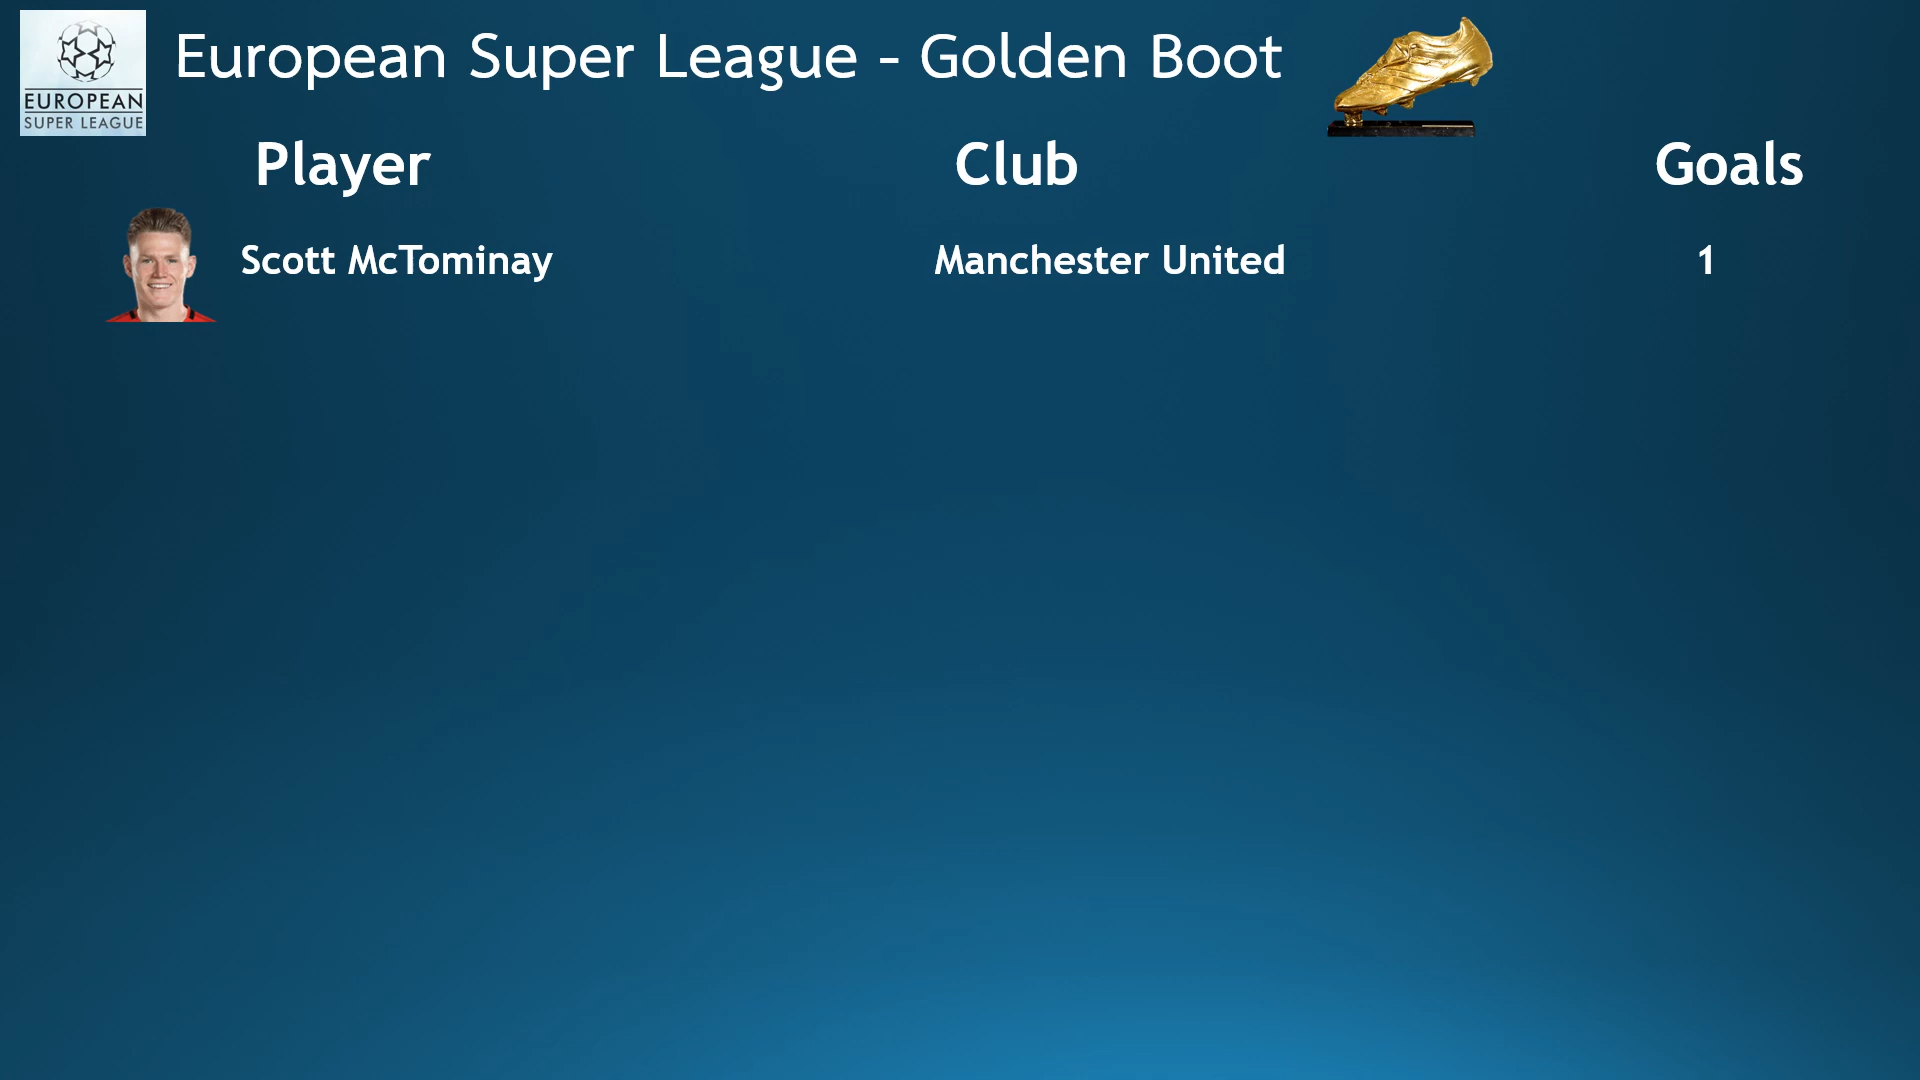 EUROPEAN
SUPER LEAGUE
European Super League - Golden Boot
Player Club Goals
Scott McTominay Manchester United 1